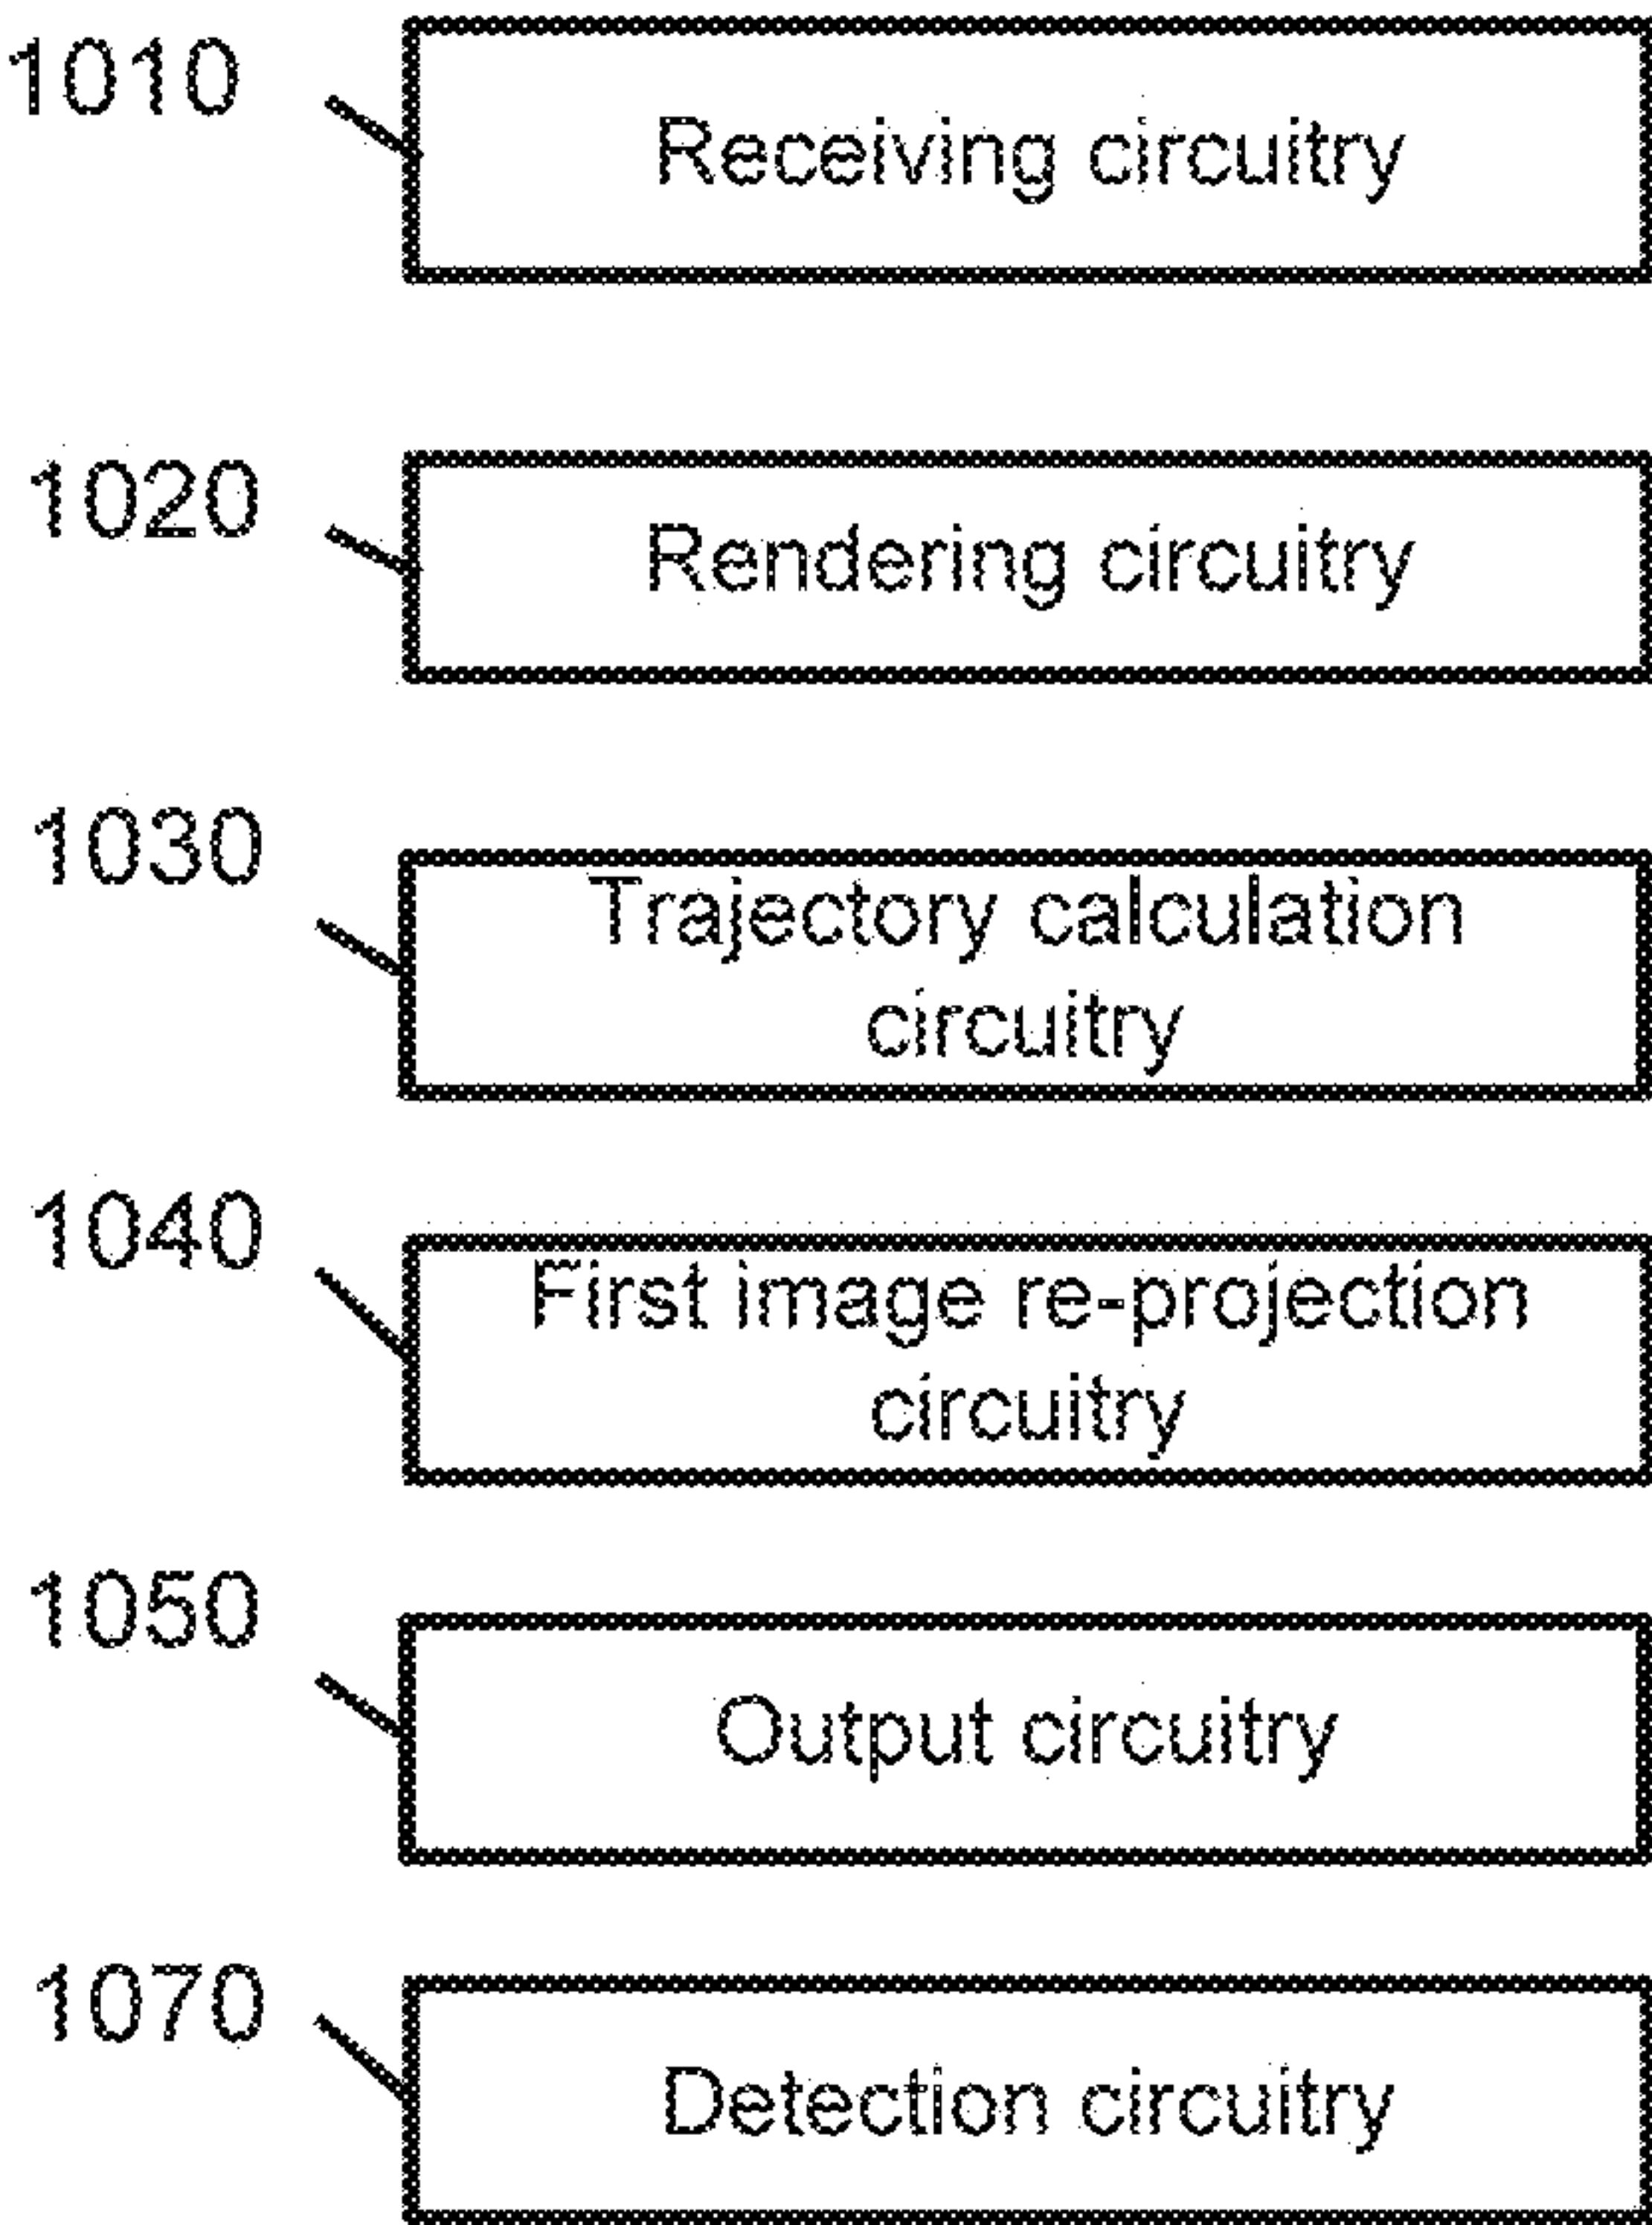 1010
Receiving circuitry
1020
Rendering circuitry
1030
Trajectory calculation
circuitry
1040
First image re-projection
circuitry
1050
Output circuitry
1070
Detection circuitry